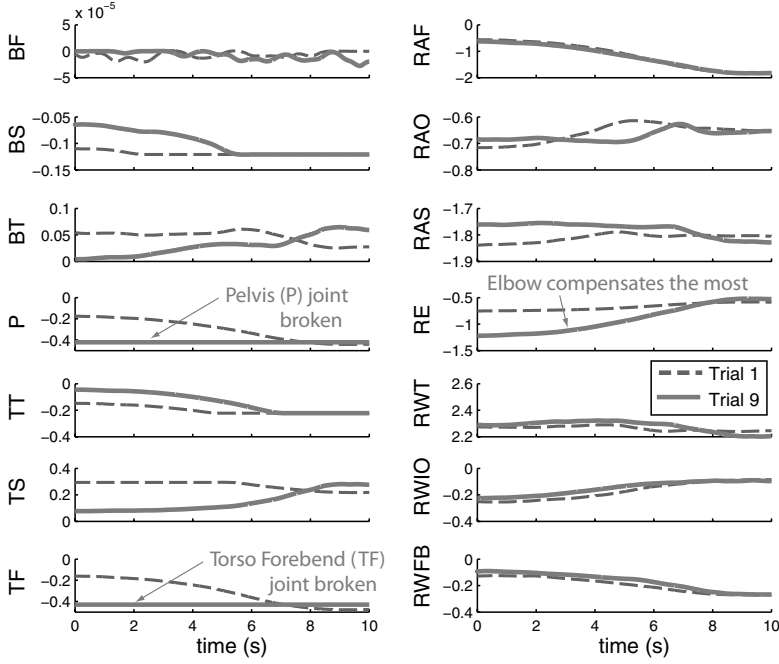 x 10⁻⁵
BF
5
0
−5
BS
−0.05
−0.1
−0.15
BT
0.1
0.05
0
P
0
−0.2
−0.4
Pelvis (P) joint
broken
TT
0
−0.2
−0.4
TS
0.4
0.2
0
TF
0
−0.2
−0.4
Torso Forebend (TF)
joint broken
0 2 4 6 8 10
time (s)
RAF
0
−1
−2
RAO
−0.6
−0.7
−0.8
RAS
−1.7
−1.8
−1.9
RE
−0.5
−1
−1.5
Elbow compensates the most
Trial 1
Trial 9
RWT
2.6
2.4
2.2
RWIO
0
−0.2
−0.4
RWFB
0
−0.2
−0.4
0 2 4 6 8 10
time (s)